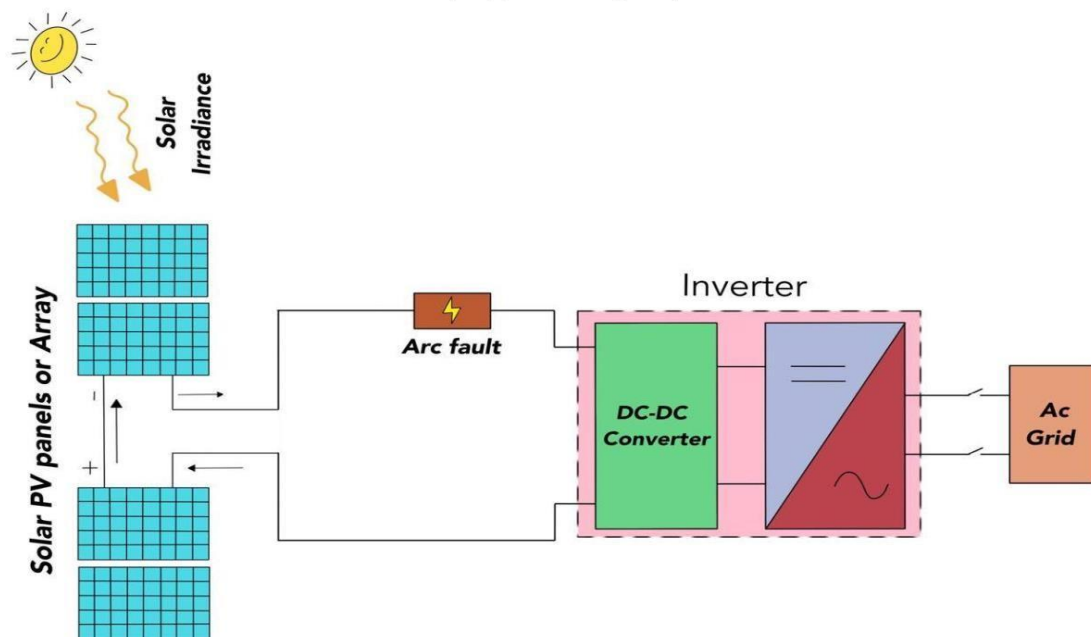 Solar
Irradiance
Solar PV panels or Array
-
+
Arc fault
Inverter
DC-DC
Converter
Ac
Grid